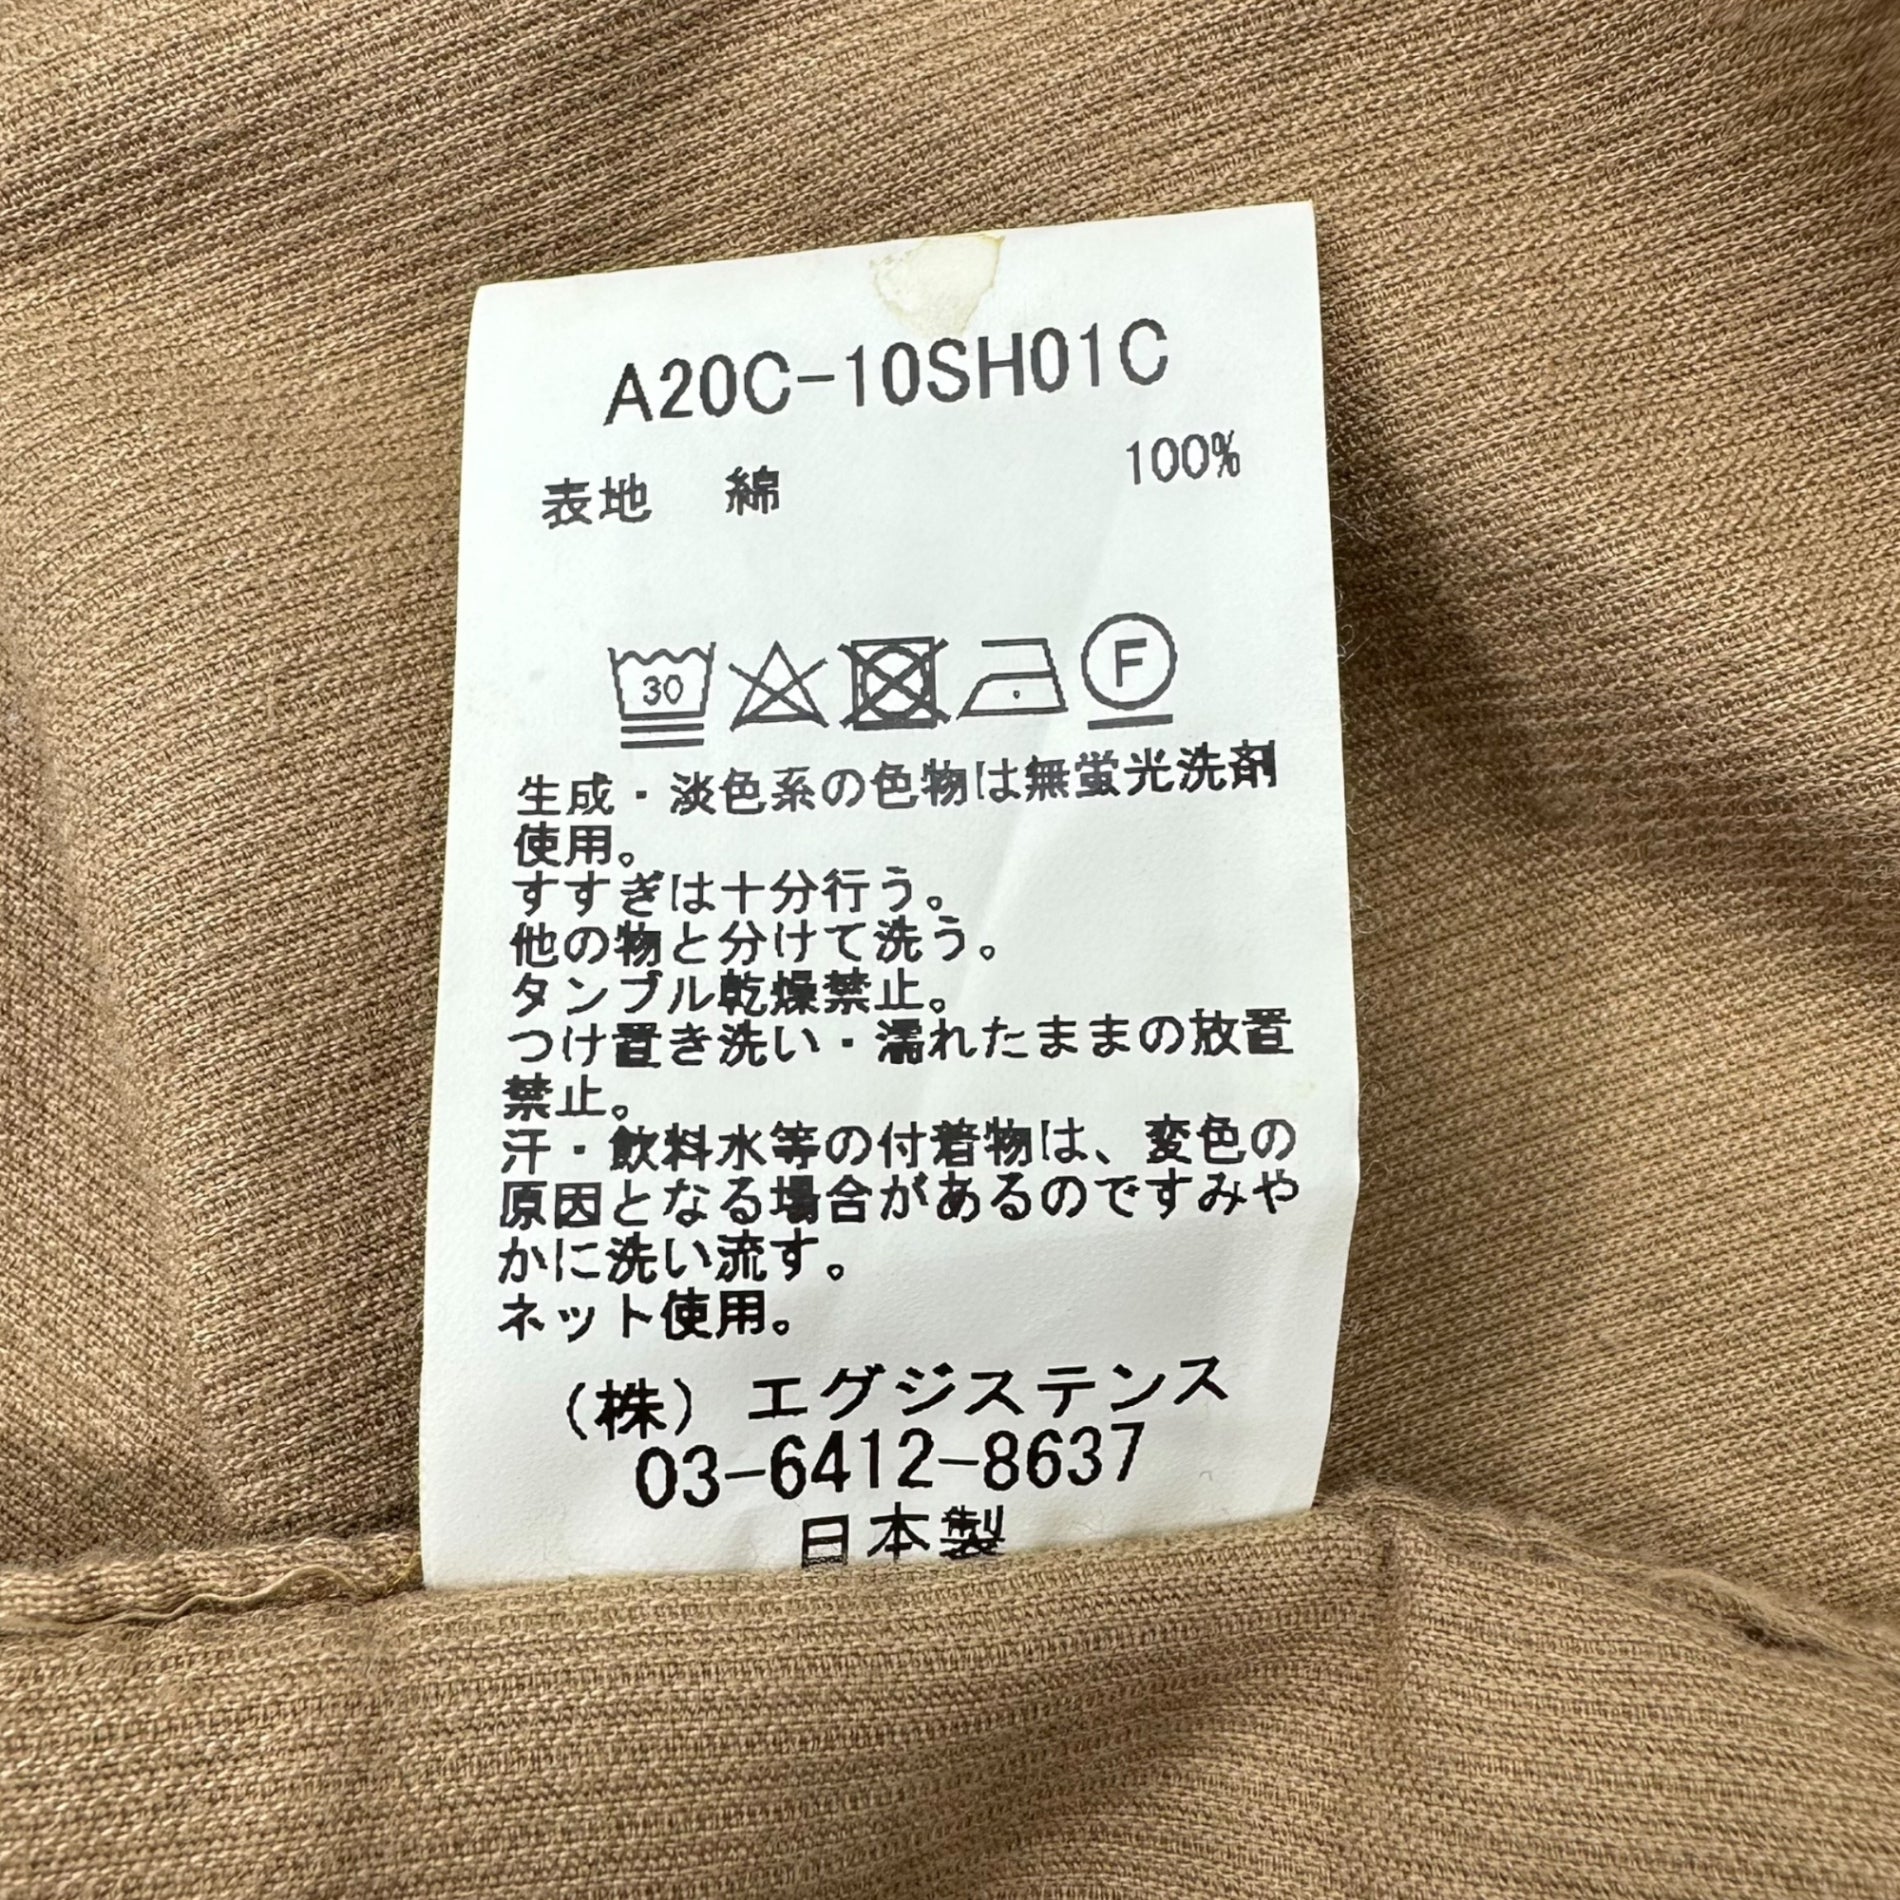 A20C-10SH01C
表地 綿 100%
30 F
生成・淡色系の色物は無蛍光洗剤
使用。
すすぎは十分行う。
他の物と分けて洗う。
タンブル乾燥禁止。
つけ置き洗い・濡れたままの放置
禁止。
汗・飲料水等の付着物は、変色の
原因となる場合があるのですみや
かに洗い流す。
ネット使用。
(株) エグジステンス
03-6412-8637
日本製